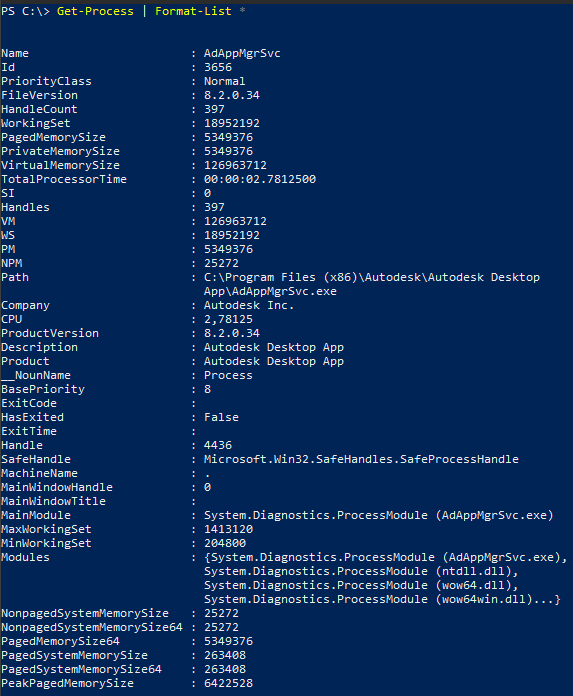 PS C:\> Get-Process | Format-List *
Name : AdAppMgrSvc
Id : 3656
PriorityClass : Normal
FileVersion : 8.2.0.34
HandleCount : 397
WorkingSet : 18952192
PagedMemorySize : 5349376
PrivateMemorySize : 5349376
VirtualMemorySize : 126963712
TotalProcessorTime : 00:00:02.7812500
SI : 0
Handles : 397
VM : 126963712
WS : 18952192
PM : 5349376
NPM : 25272
Path : C:\Program Files (x86)\Autodesk\Autodesk Desktop
App\AdAppMgrSvc.exe
Company : Autodesk Inc.
CPU : 2,78125
ProductVersion : 8.2.0.34
Description : Autodesk Desktop App
Product : Autodesk Desktop App
__NounName : Process
BasePriority : 8
ExitCode :
HasExited : False
ExitTime :
Handle : 4436
SafeHandle : Microsoft.Win32.SafeHandles.SafeProcessHandle
MachineName : .
MainWindowHandle : 0
MainWindowTitle :
MainModule : System.Diagnostics.ProcessModule (AdAppMgrSvc.exe)
MaxWorkingSet : 1413120
MinWorkingSet : 204800
Modules : {System.Diagnostics.ProcessModule (AdAppMgrSvc.exe),
System.Diagnostics.ProcessModule (ntdll.dll),
System.Diagnostics.ProcessModule (wow64.dll),
System.Diagnostics.ProcessModule (wow64win.dll)...}
NonpagedSystemMemorySize : 25272
NonpagedSystemMemorySize64 : 25272
PagedMemorySize64 : 5349376
PagedSystemMemorySize : 263408
PagedSystemMemorySize64 : 263408
PeakPagedMemorySize : 6422528